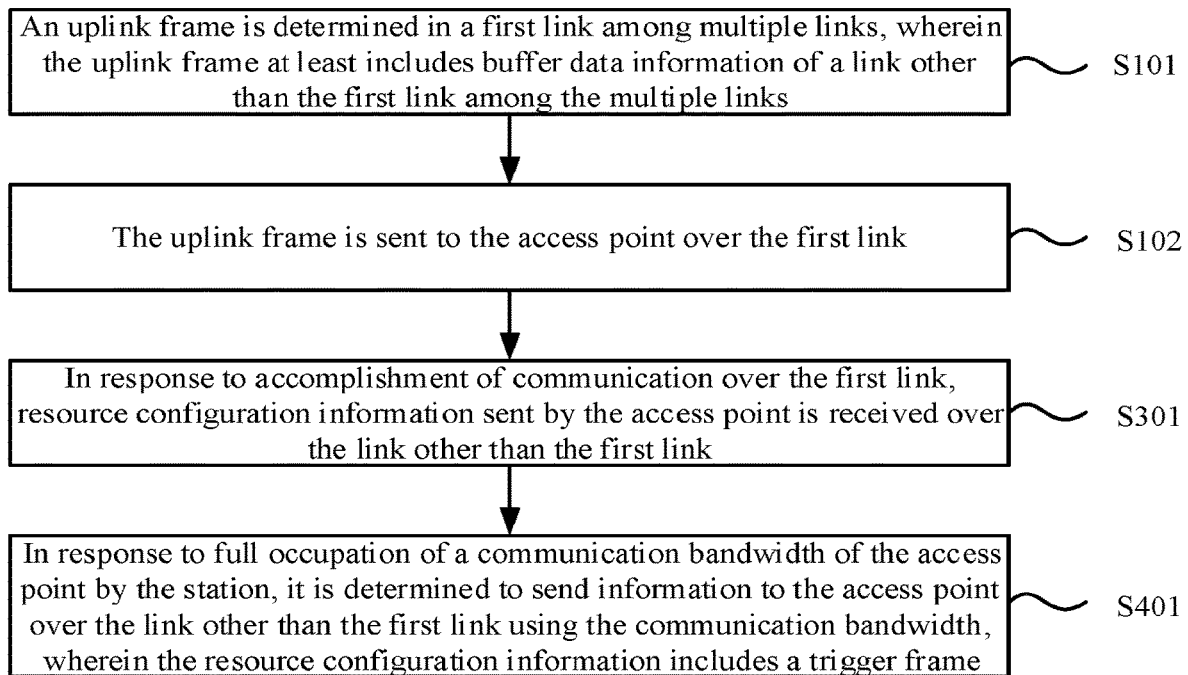 An uplink frame is determined in a first link among multiple links, wherein
the uplink frame at least includes buffer data information of a link other
than the first link among the multiple links
S101
The uplink frame is sent to the access point over the first link
S102
In response to accomplishment of communication over the first link,
resource configuration information sent by the access point is received over
the link other than the first link
S301
In response to full occupation of a communication bandwidth of the access
point by the station, it is determined to send information to the access point
over the link other than the first link using the communication bandwidth,
wherein the resource configuration information includes a trigger frame
S401